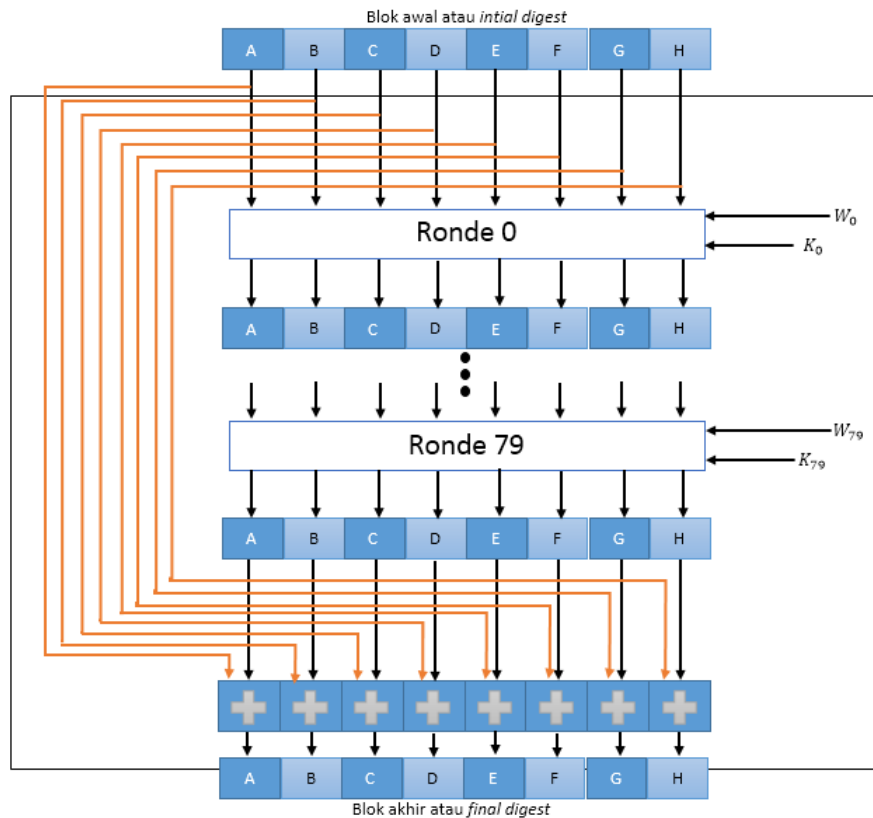 Blok awal atau intial digest
A B C D E F G H
Ronde 0
W₀
K₀
A B C D E F G H
Ronde 79
W₇₉
K₇₉
A B C D E F G H
A B C D E F G H
Blok akhir atau final digest